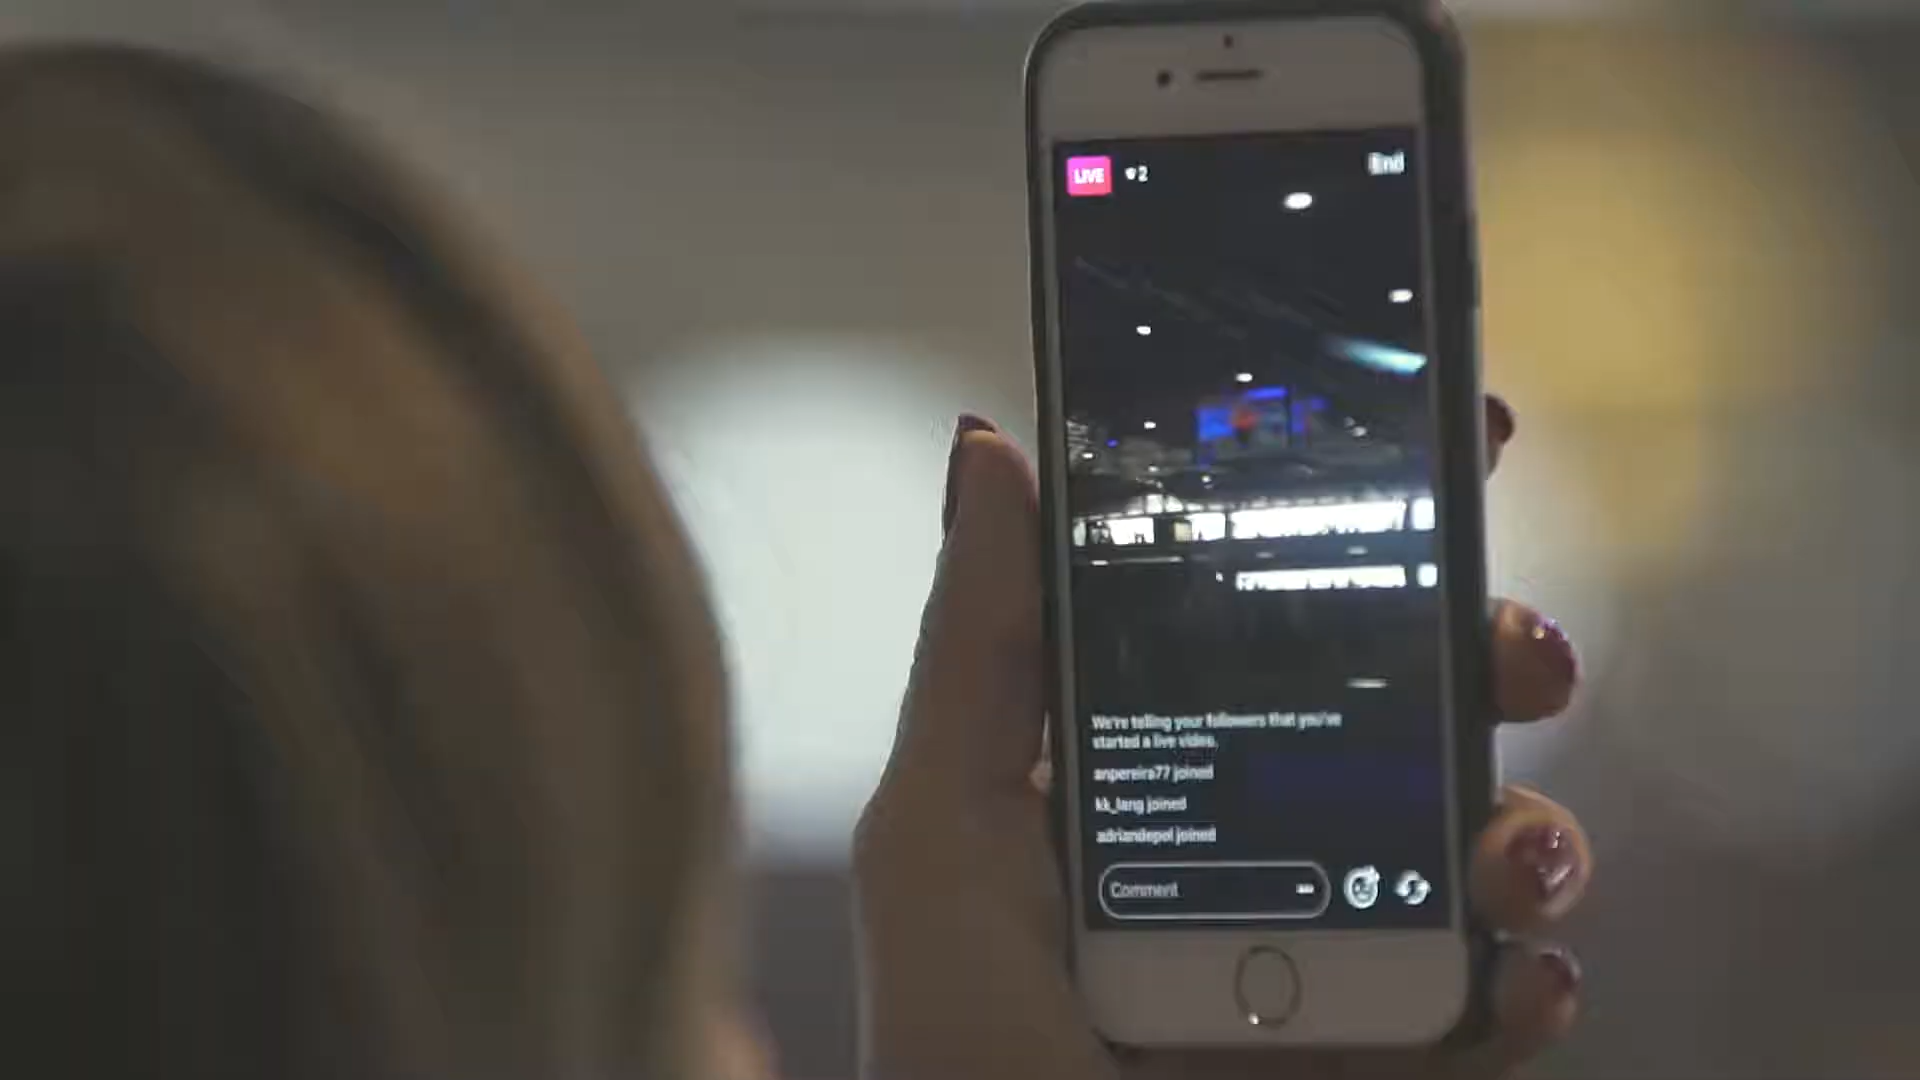 LIVE 2 End
We're telling your followers that you've
started a live video.
anpereira77 joined
kk_lang joined
adriandepol joined
Comment